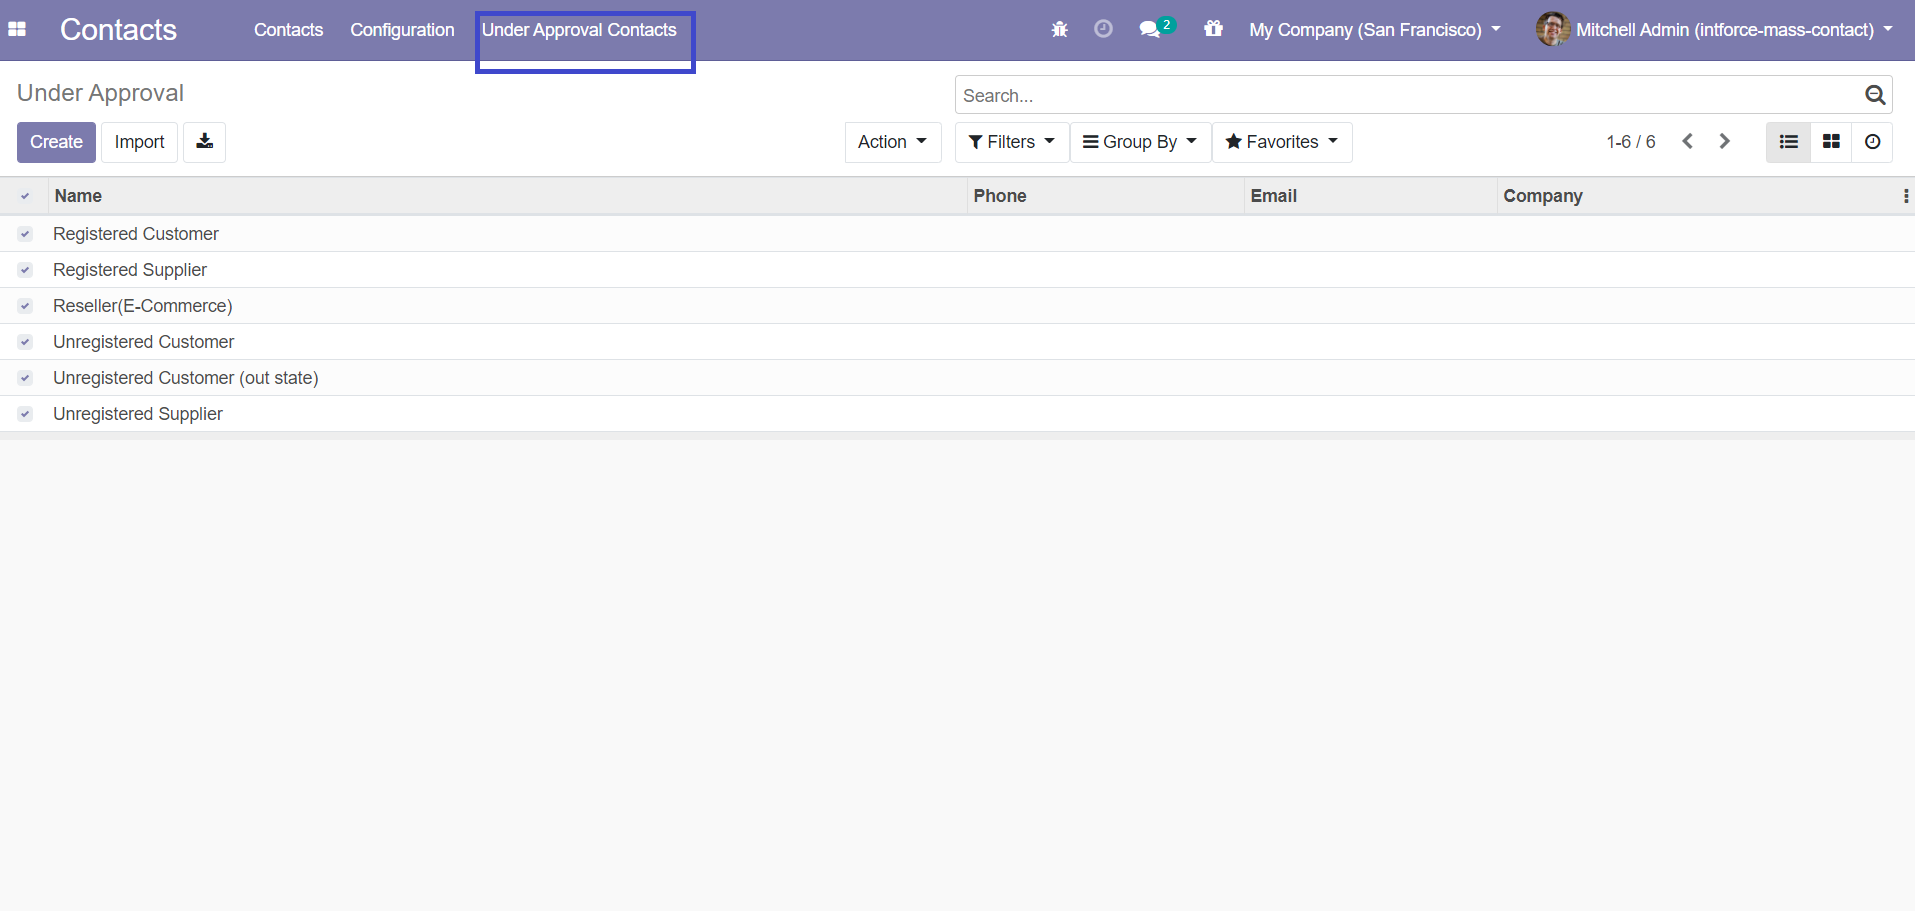 Contacts Contacts Configuration Under Approval Contacts 2 My Company (San Francisco) Mitchell Admin (intforce-mass-contact)
Under Approval Search...
Create Import Action Filters Group By Favorites 1-6 / 6
Name Phone Email Company
Registered Customer
Registered Supplier
Reseller(E-Commerce)
Unregistered Customer
Unregistered Customer (out state)
Unregistered Supplier